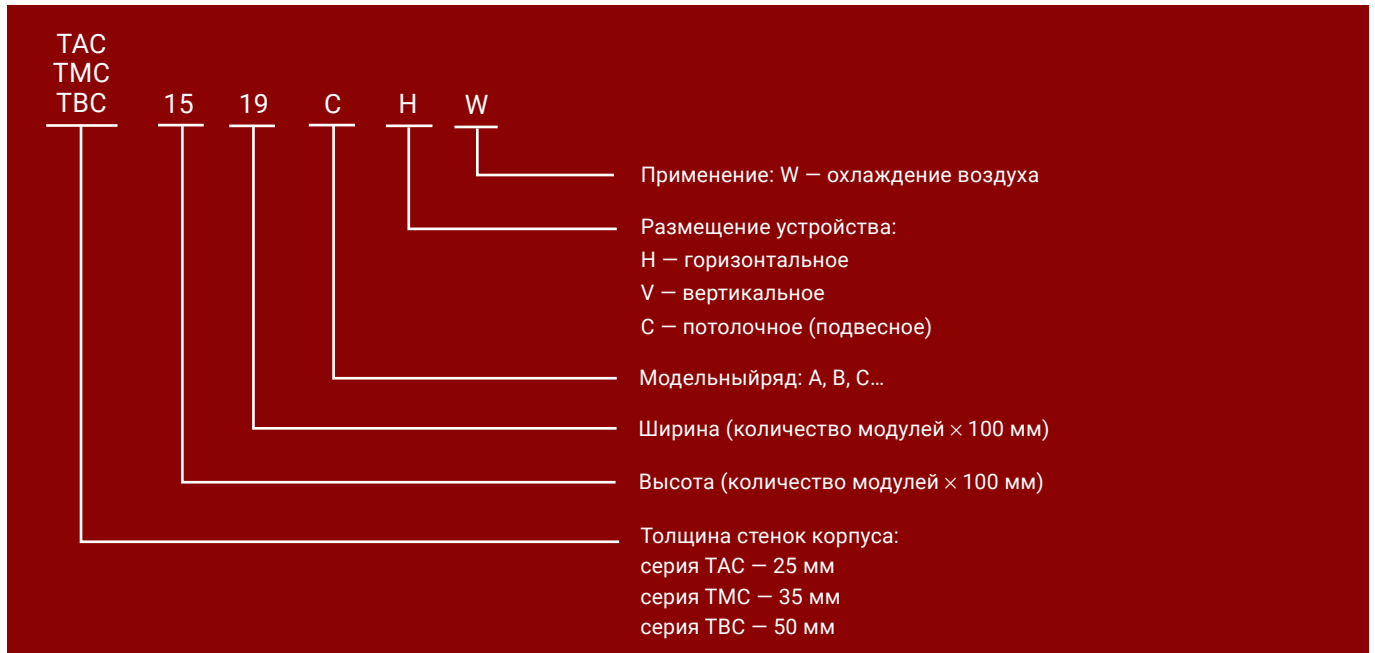 TAC
TMC
TBC 15 19 C H W
Применение: W — охлаждение воздуха
Размещение устройства:
H — горизонтальное
V — вертикальное
C — потолочное (подвесное)
Модельныйряд: A, B, C...
Ширина (количество модулей × 100 мм)
Высота (количество модулей × 100 мм)
Толщина стенок корпуса:
серия TAC — 25 мм
серия TMC — 35 мм
серия TBC — 50 мм